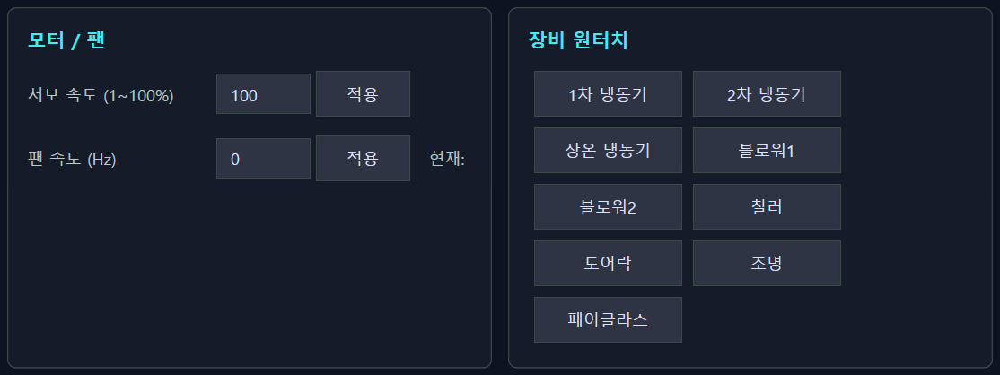 모터 / 팬
서보 속도 (1~100%) 100 적용
팬 속도 (Hz) 0 적용 현재:
장비 원터치
1차 냉동기 2차 냉동기
상온 냉동기 블로워1
블로워2 칠러
도어락 조명
페어글라스